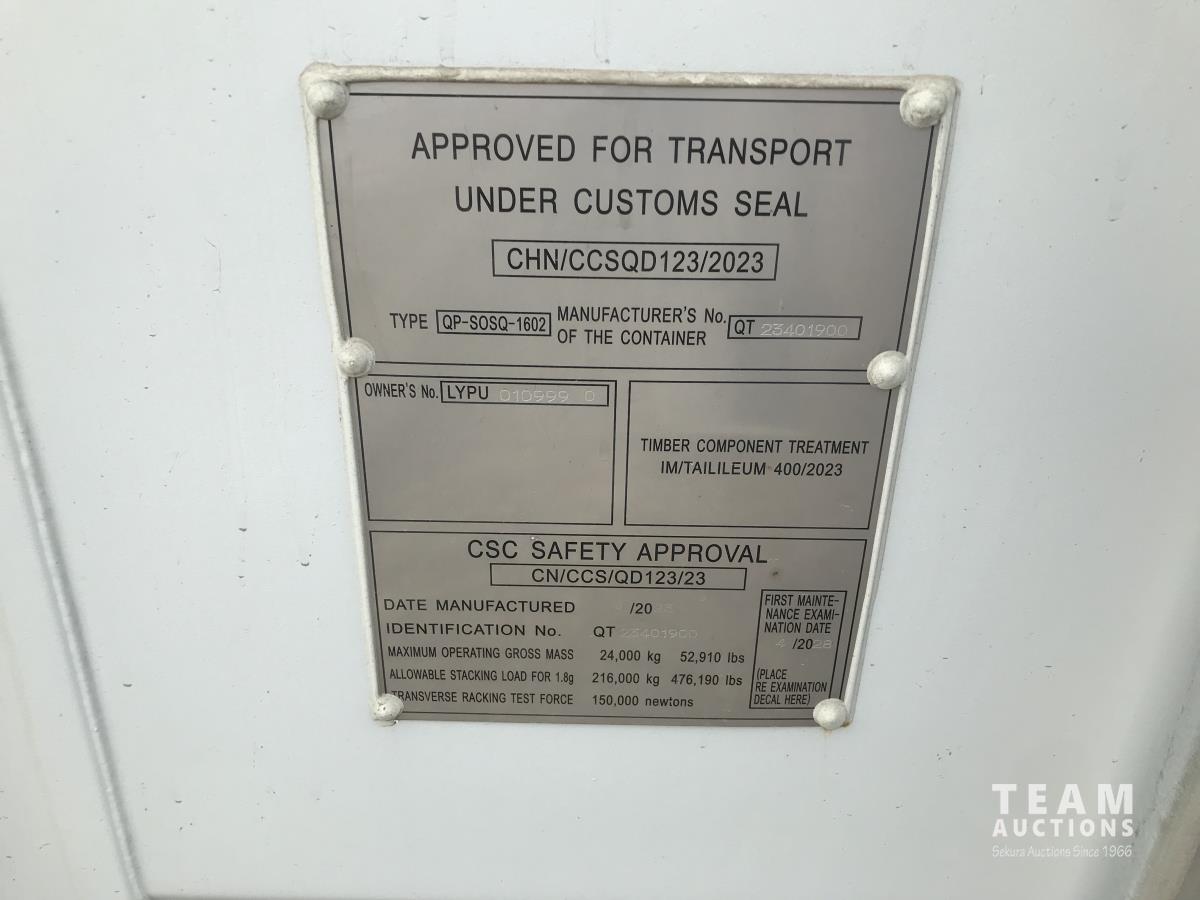 APPROVED FOR TRANSPORT
UNDER CUSTOMS SEAL
CHN/CCSQD123/2023
TYPE QP-SOSQ-1602 MANUFACTURER'S No. OF THE CONTAINER QT 23401900
OWNER'S No. LYPU 010999 0
TIMBER COMPONENT TREATMENT
IM/TAILILEUM 400/2023
CSC SAFETY APPROVAL
CN/CCS/QD123/23
DATE MANUFACTURED /20
IDENTIFICATION No. QT 23401900
MAXIMUM OPERATING GROSS MASS 24,000 kg 52,910 lbs
ALLOWABLE STACKING LOAD FOR 1.8g 216,000 kg 476,190 lbs
TRANSVERSE RACKING TEST FORCE 150,000 newtons
FIRST MAINTE-
NANCE EXAMI-
NATION DATE
4 /2028
(PLACE
RE EXAMINATION
DECAL HERE)
TEAM
AUCTIONS
Sekura Auctions Since 1966